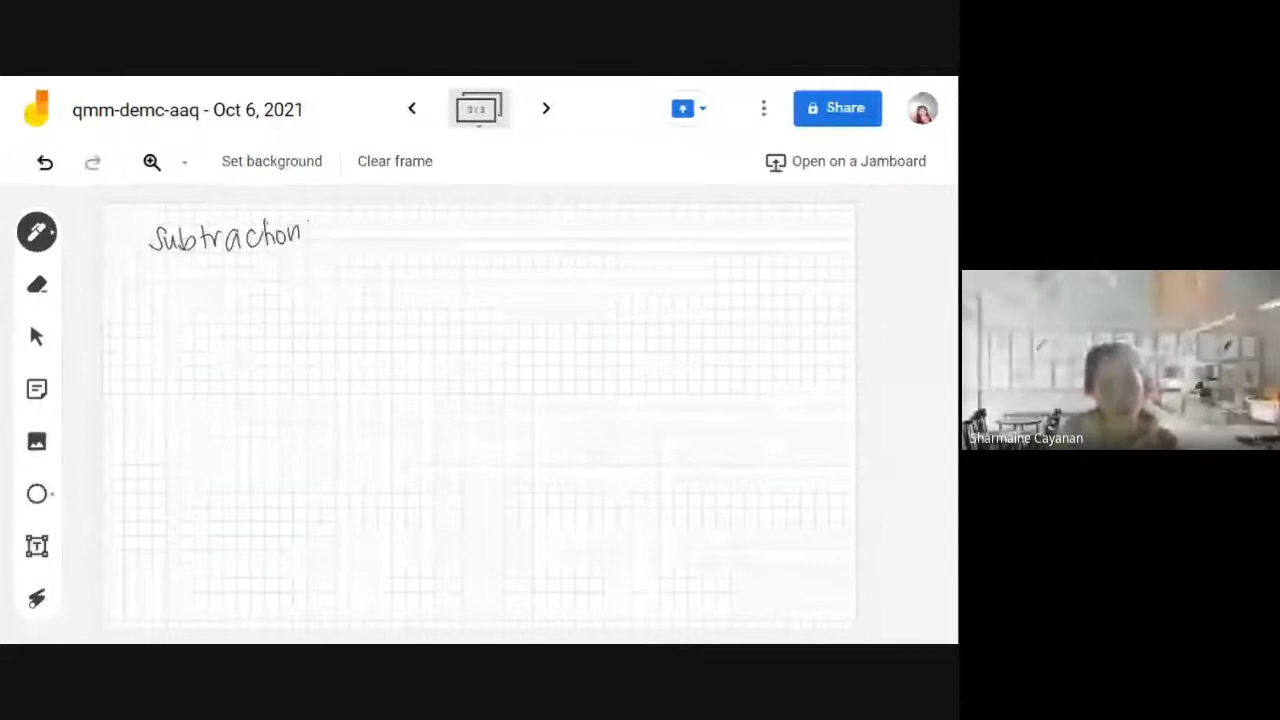 qmm-demc-aaq - Oct 6, 2021
Share
Set background
Clear frame
Open on a Jamboard
subtraction
Sharmaine Cayanan